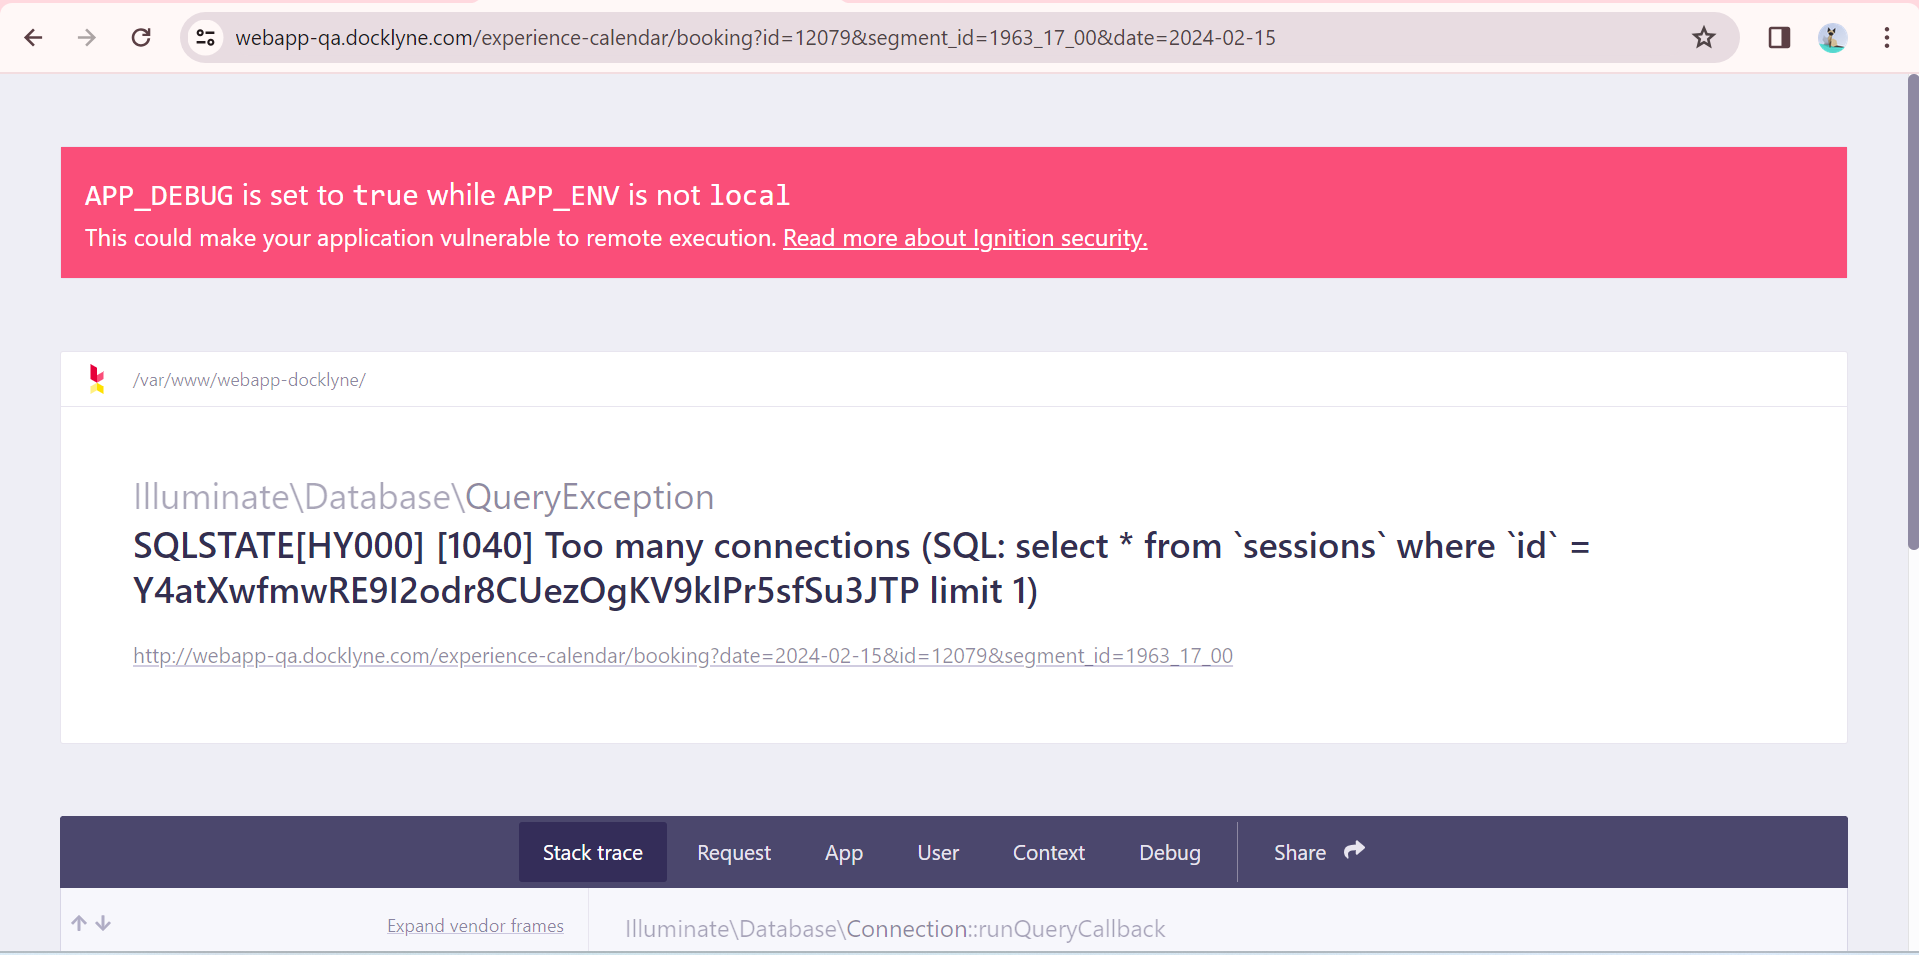 webapp-qa.docklyne.com/experience-calendar/booking?id=12079&segment_id=1963_17_00&date=2024-02-15
APP_DEBUG is set to true while APP_ENV is not local
This could make your application vulnerable to remote execution. Read more about Ignition security.
/var/www/webapp-docklyne/
Illuminate\Database\QueryException
SQLSTATE[HY000] [1040] Too many connections (SQL: select * from `sessions` where `id` =
Y4atXwfmwRE9I2odr8CUezOgKV9klPr5sfSu3JTP limit 1)
http://webapp-qa.docklyne.com/experience-calendar/booking?date=2024-02-15&id=12079&segment_id=1963_17_00
Stack trace Request App User Context Debug Share
Expand vendor frames
Illuminate\Database\Connection::runQueryCallback